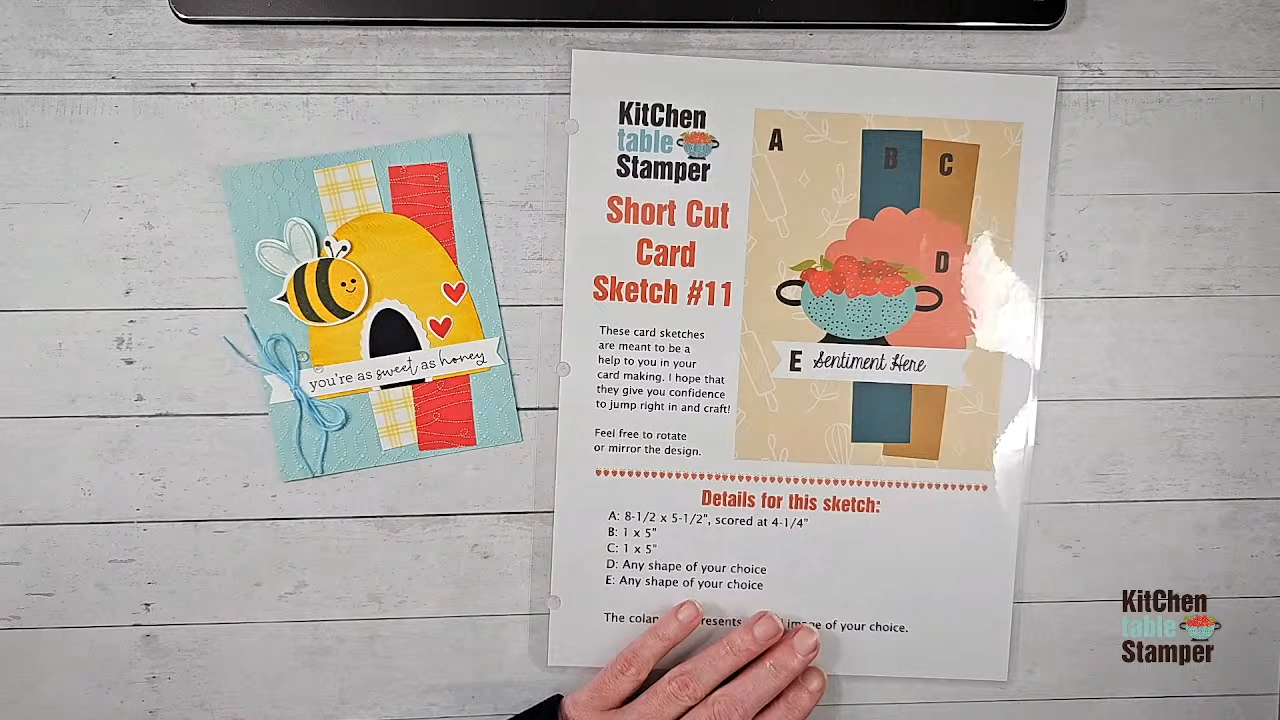 you're as sweet as honey
KitChen
table
Stamper
Short Cut
Card
Sketch #11
These card sketches
are meant to be a
help to you in your
card making. I hope that
they give you confidence
to jump right in and craft!
Feel free to rotate
or mirror the design.
A
B
C
D
E Sentiment Here
Details for this sketch:
A: 8-1/2 x 5-1/2", scored at 4-1/4"
B: 1 x 5"
C: 1 x 5"
D: Any shape of your choice
E: Any shape of your choice
The image of your choice.
KitChen
table
Stamper